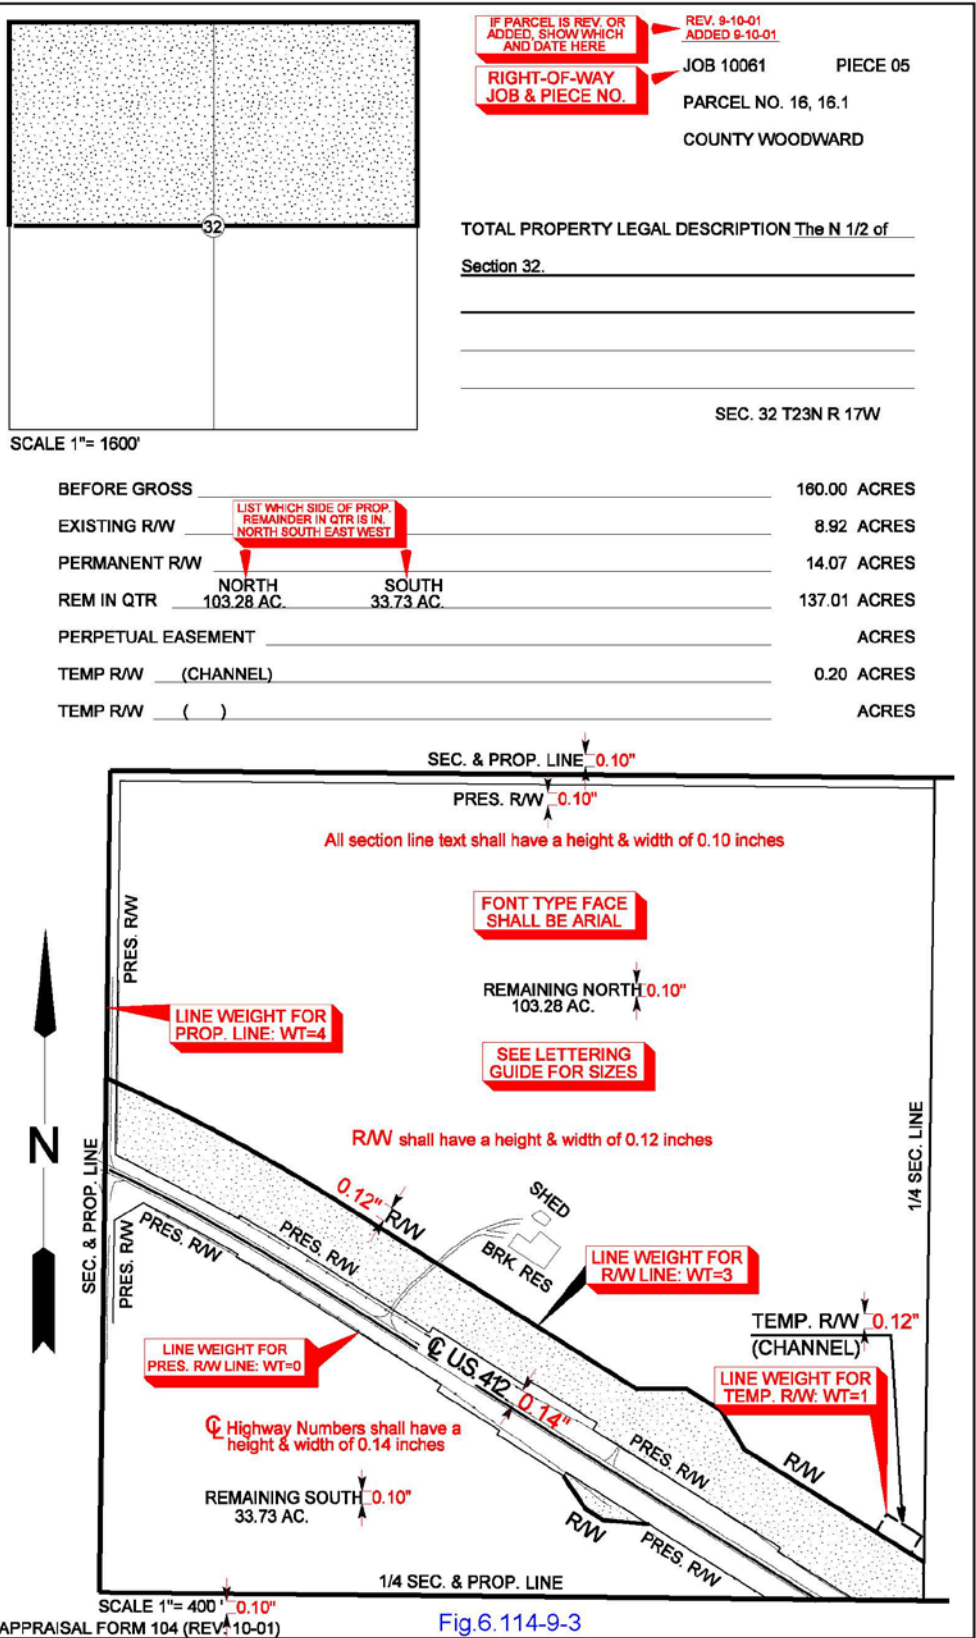 IF PARCEL IS REV. OR
ADDED, SHOW WHICH
AND DATE HERE
REV. 9-10-01
ADDED 9-10-01
RIGHT-OF-WAY
JOB & PIECE NO.
JOB 10061 PIECE 05
PARCEL NO. 16, 16.1
COUNTY WOODWARD
32
TOTAL PROPERTY LEGAL DESCRIPTION The N 1/2 of
Section 32.
SEC. 32 T23N R 17W
SCALE 1"= 1600'
BEFORE GROSS 160.00 ACRES
LIST WHICH SIDE OF PROP.
REMAINDER IN QTR IS IN.
NORTH SOUTH EAST WEST
EXISTING R/W 8.92 ACRES
PERMANENT R/W 14.07 ACRES
NORTH SOUTH
REM IN QTR 103.28 AC. 33.73 AC. 137.01 ACRES
PERPETUAL EASEMENT ACRES
TEMP R/W (CHANNEL) 0.20 ACRES
TEMP R/W ( ) ACRES
SEC. & PROP. LINE 0.10"
PRES. R/W 0.10"
All section line text shall have a height & width of 0.10 inches
PRES. R/W
FONT TYPE FACE
SHALL BE ARIAL
REMAINING NORTH 0.10"
103.28 AC.
LINE WEIGHT FOR
PROP. LINE: WT=4
SEE LETTERING
GUIDE FOR SIZES
N
R/W shall have a height & width of 0.12 inches
SEC. & PROP. LINE
1/4 SEC. LINE
0.12"
R/W
SHED
BRK. RES
PRES. R/W
PRES. R/W
PRES. R/W
LINE WEIGHT FOR
R/W LINE: WT=3
TEMP. R/W 0.12"
(CHANNEL)
LINE WEIGHT FOR
PRES. R/W LINE: WT=0
℄ U.S. 412
0.14"
LINE WEIGHT FOR
TEMP. R/W: WT=1
℄ Highway Numbers shall have a
height & width of 0.14 inches
PRES. R/W
R/W
REMAINING SOUTH 0.10"
33.73 AC.
R/W
PRES. R/W
1/4 SEC. & PROP. LINE
SCALE 1"= 400' 0.10"
APPRAISAL FORM 104 (REV. 10-01)
Fig.6.114-9-3